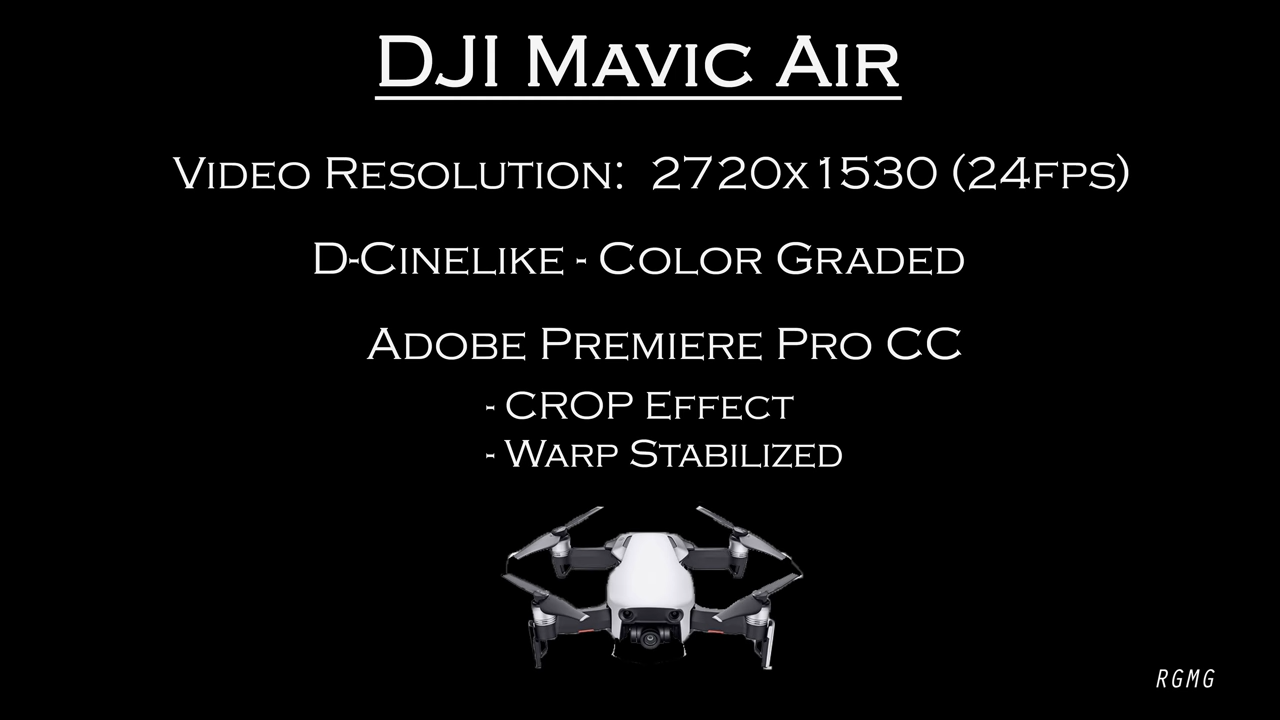 DJI Mavic Air
Video Resolution: 2720x1530 (24fps)
D-Cinelike - Color Graded
Adobe Premiere Pro CC
- CROP Effect
- Warp Stabilized
RGMG